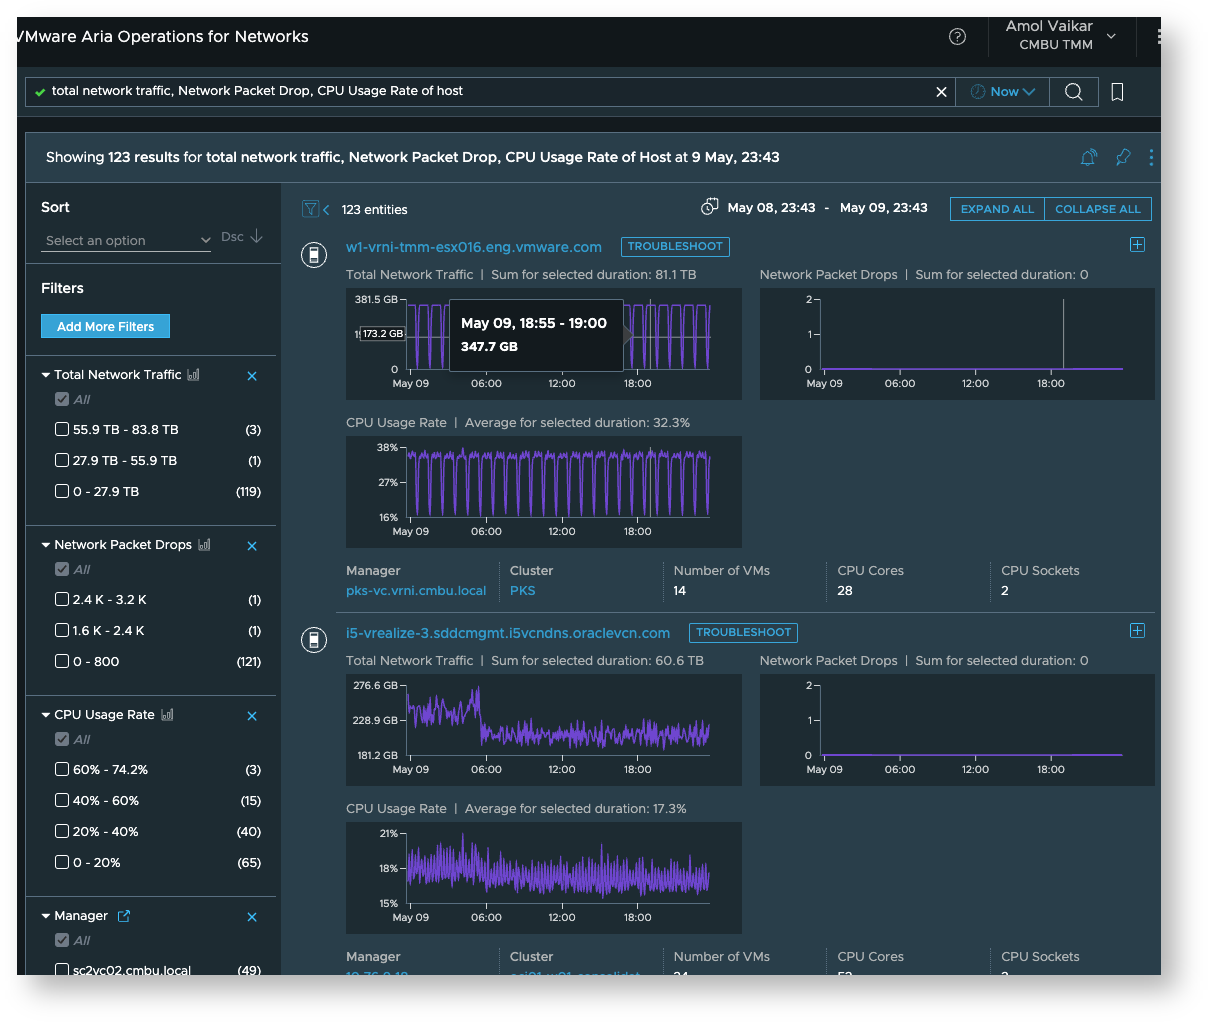 VMware Aria Operations for Networks
Amol Vaikar
CMBU TMM
total network traffic, Network Packet Drop, CPU Usage Rate of host
Now
Showing 123 results for total network traffic, Network Packet Drop, CPU Usage Rate of Host at 9 May, 23:43
Sort
Select an option
Dsc
Filters
Add More Filters
Total Network Traffic
All
55.9 TB - 83.8 TB (3)
27.9 TB - 55.9 TB (1)
0 - 27.9 TB (119)
Network Packet Drops
All
2.4 K - 3.2 K (1)
1.6 K - 2.4 K (1)
0 - 800 (121)
CPU Usage Rate
All
60% - 74.2% (3)
40% - 60% (15)
20% - 40% (40)
0 - 20% (65)
Manager
All
sc2vc02.cmbu.local (49)
123 entities
May 08, 23:43 - May 09, 23:43
EXPAND ALL COLLAPSE ALL
w1-vrni-tmm-esx016.eng.vmware.com TROUBLESHOOT
Total Network Traffic | Sum for selected duration: 81.1 TB
381.5 GB
173.2 GB
0
May 09 06:00 12:00 18:00
May 09, 18:55 - 19:00
347.7 GB
Network Packet Drops | Sum for selected duration: 0
2
1
0
May 09 06:00 12:00 18:00
CPU Usage Rate | Average for selected duration: 32.3%
38%
27%
16%
May 09 06:00 12:00 18:00
Manager Cluster Number of VMs CPU Cores CPU Sockets
pks-vc.vrni.cmbu.local PKS 14 28 2
i5-vrealize-3.sddcmgmt.i5vcndns.oraclevcn.com TROUBLESHOOT
Total Network Traffic | Sum for selected duration: 60.6 TB
276.6 GB
228.9 GB
181.2 GB
May 09 06:00 12:00 18:00
Network Packet Drops | Sum for selected duration: 0
2
1
0
May 09 06:00 12:00 18:00
CPU Usage Rate | Average for selected duration: 17.3%
21%
18%
15%
May 09 06:00 12:00 18:00
Manager Cluster Number of VMs CPU Cores CPU Sockets